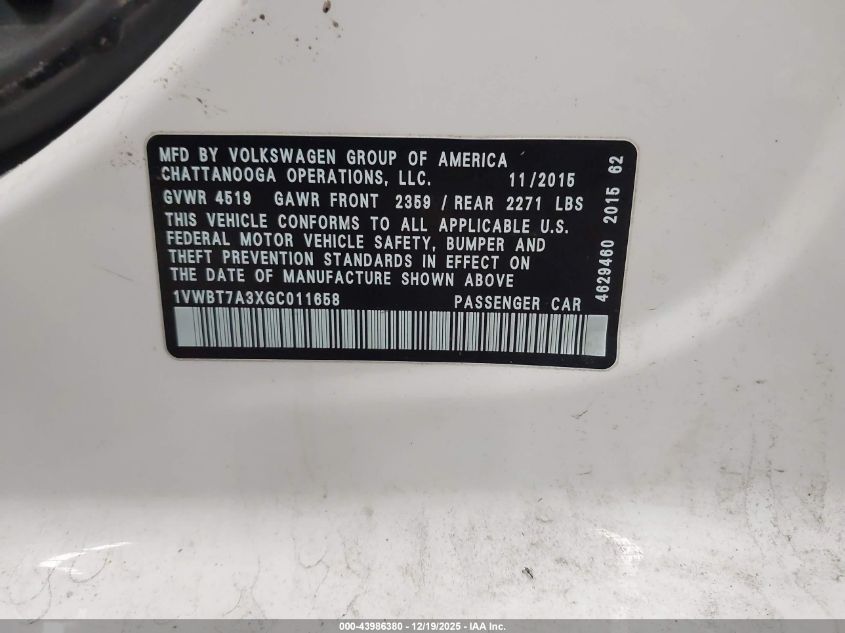 MFD BY VOLKSWAGEN GROUP OF AMERICA
CHATTANOOGA OPERATIONS, LLC. 11/2015
GVWR 4519 GAWR FRONT 2359 / REAR 2271 LBS
THIS VEHICLE CONFORMS TO ALL APPLICABLE U.S.
FEDERAL MOTOR VEHICLE SAFETY, BUMPER AND
THEFT PREVENTION STANDARDS IN EFFECT ON
THE DATE OF MANUFACTURE SHOWN ABOVE
1VWBT7A3XGC011658 PASSENGER CAR
4629460 2015 62
000-43986380 - 12/19/2025 - IAA Inc.